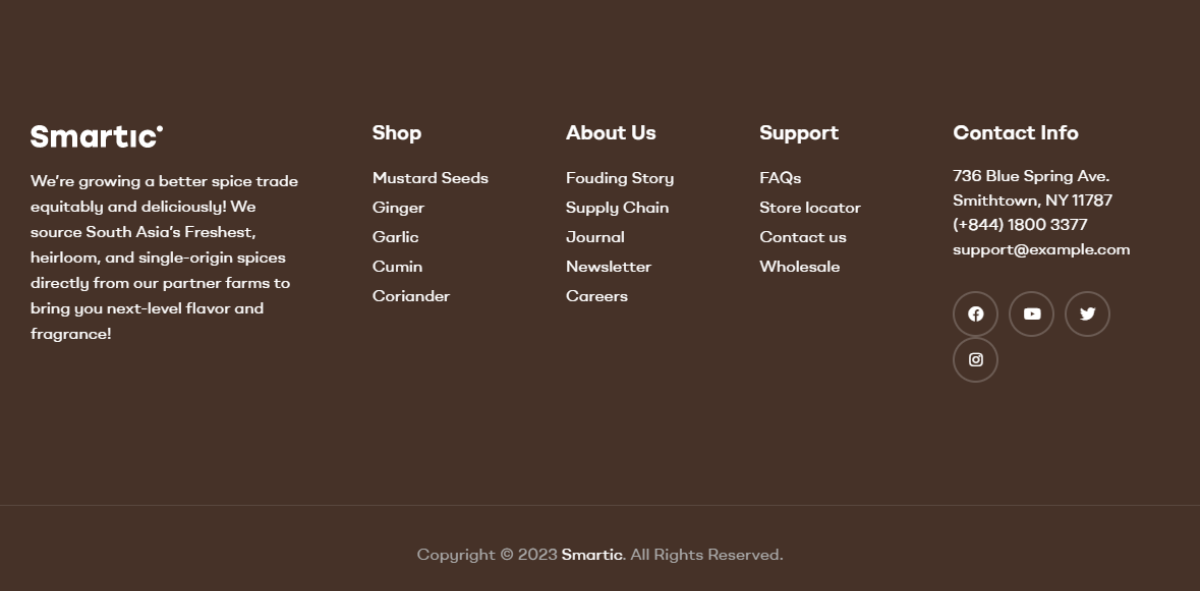 Smartic
We're growing a better spice trade
equitably and deliciously! We
source South Asia's Freshest,
heirloom, and single-origin spices
directly from our partner farms to
bring you next-level flavor and
fragrance!
Shop
Mustard Seeds
Ginger
Garlic
Cumin
Coriander
About Us
Fouding Story
Supply Chain
Journal
Newsletter
Careers
Support
FAQs
Store locator
Contact us
Wholesale
Contact Info
736 Blue Spring Ave.
Smithtown, NY 11787
(+844) 1800 3377
support@example.com
Copyright © 2023 Smartic. All Rights Reserved.